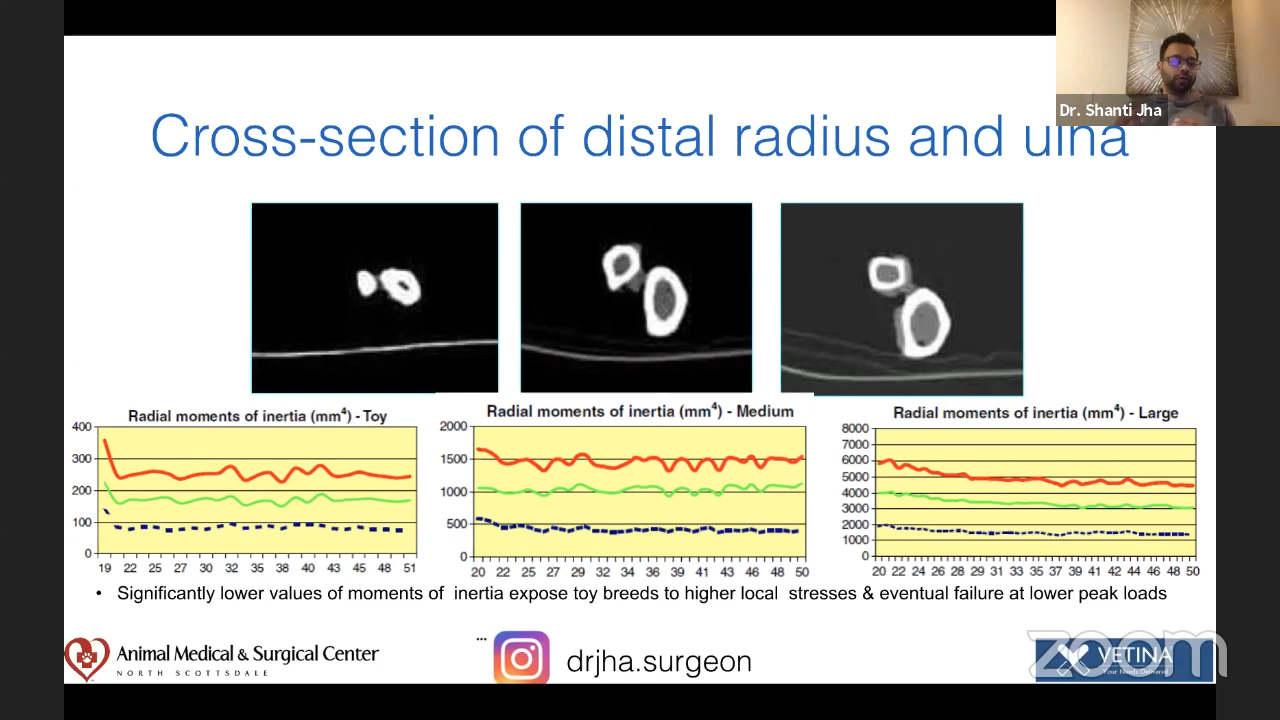 Dr. Shanti Jha
Cross-section of distal radius and ulna
Radial moments of inertia (mm⁴) - Toy
400
300
200
100
0
19 22 25 27 30 32 35 38 40 43 46 48 51
Radial moments of inertia (mm⁴) - Medium
2000
1500
1000
500
0
20 22 25 27 29 32 34 36 39 41 43 46 48 50
Radial moments of inertia (mm⁴) - Large
8000
7000
6000
5000
4000
3000
2000
1000
0
20 22 24 26 28 29 31 33 35 37 39 41 42 44 46 48 50
• Significantly lower values of moments of inertia expose toy breeds to higher local stresses & eventual failure at lower peak loads
Animal Medical & Surgical Center
NORTH SCOTTSDALE
...
drjha.surgeon
VETINA
Your Needs Delivered
zoom